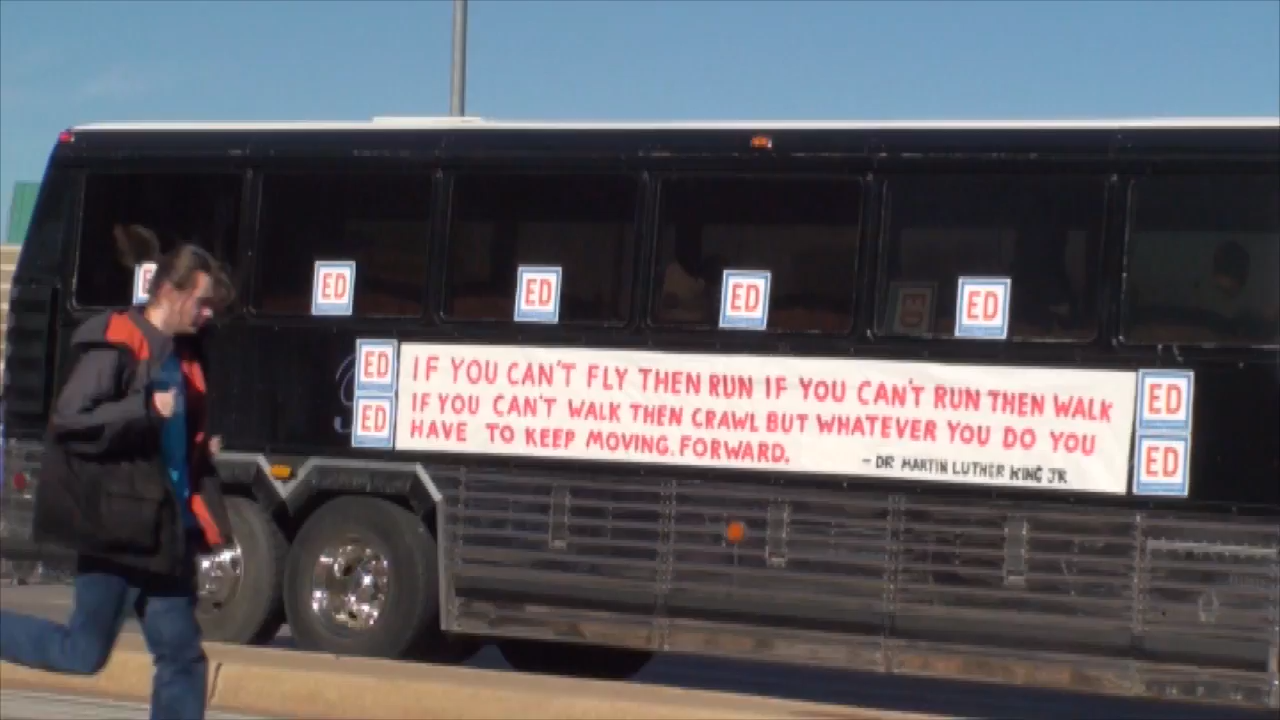 ED
ED
ED
ED
ED
ED
IF YOU CAN'T FLY THEN RUN IF YOU CAN'T RUN THEN WALK
IF YOU CAN'T WALK THEN CRAWL BUT WHATEVER YOU DO YOU
HAVE TO KEEP MOVING. FORWARD.
- DR MARTIN LUTHER KING JR
ED
ED
ED